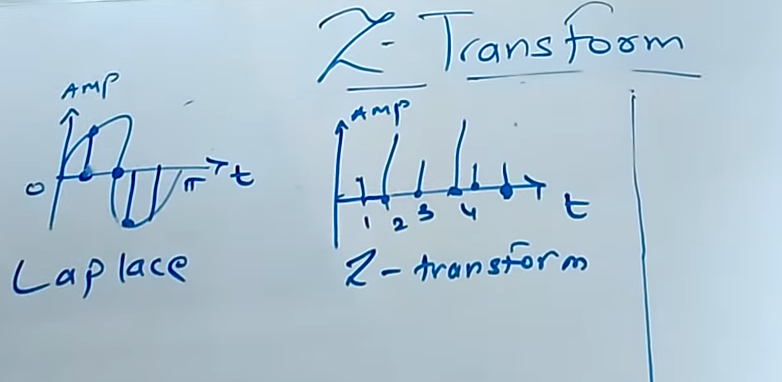 Z-Transform
AMP
0
π
t
Laplace
AMP
1 2 3 4
t
Z-transform